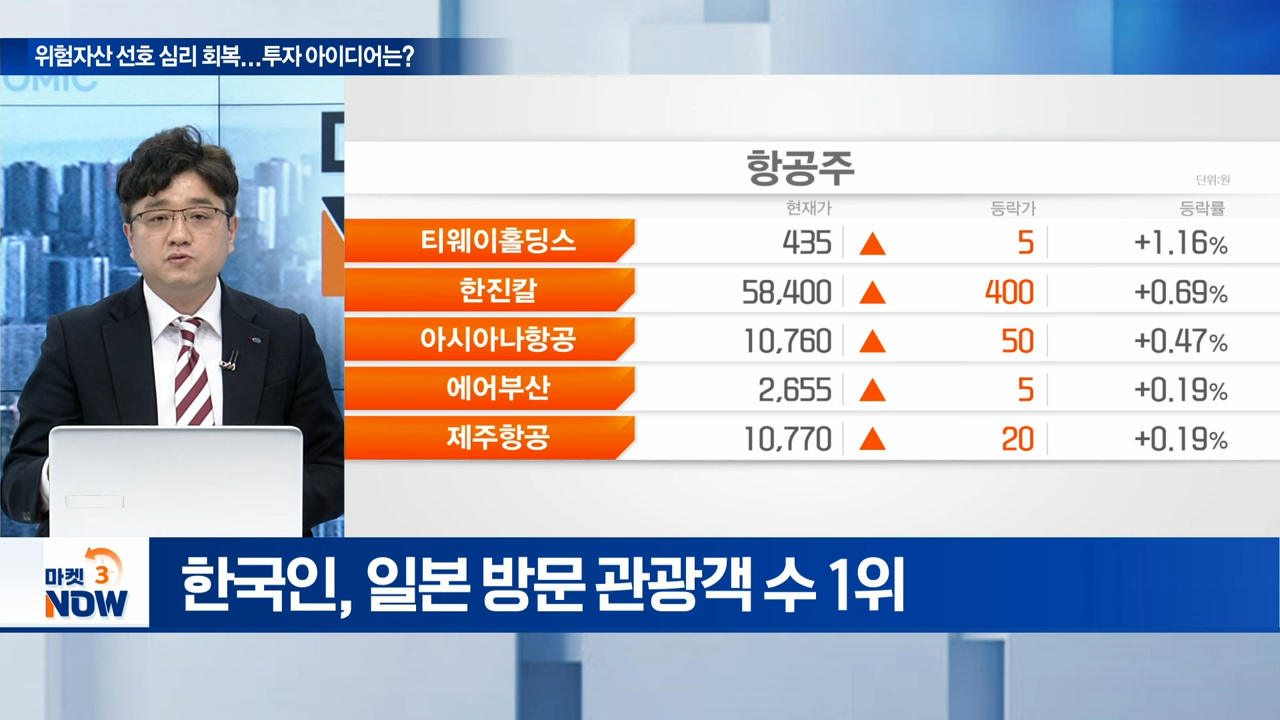 위험자산 선호 심리 회복...투자 아이디어는?
OMIC
항공주
단위:원
현재가 등락가 등락률
티웨이홀딩스 435 ▲ 5 +1.16%
한진칼 58,400 ▲ 400 +0.69%
아시아나항공 10,760 ▲ 50 +0.47%
에어부산 2,655 ▲ 5 +0.19%
제주항공 10,770 ▲ 20 +0.19%
마켓 3
NOW
한국인, 일본 방문 관광객 수 1위